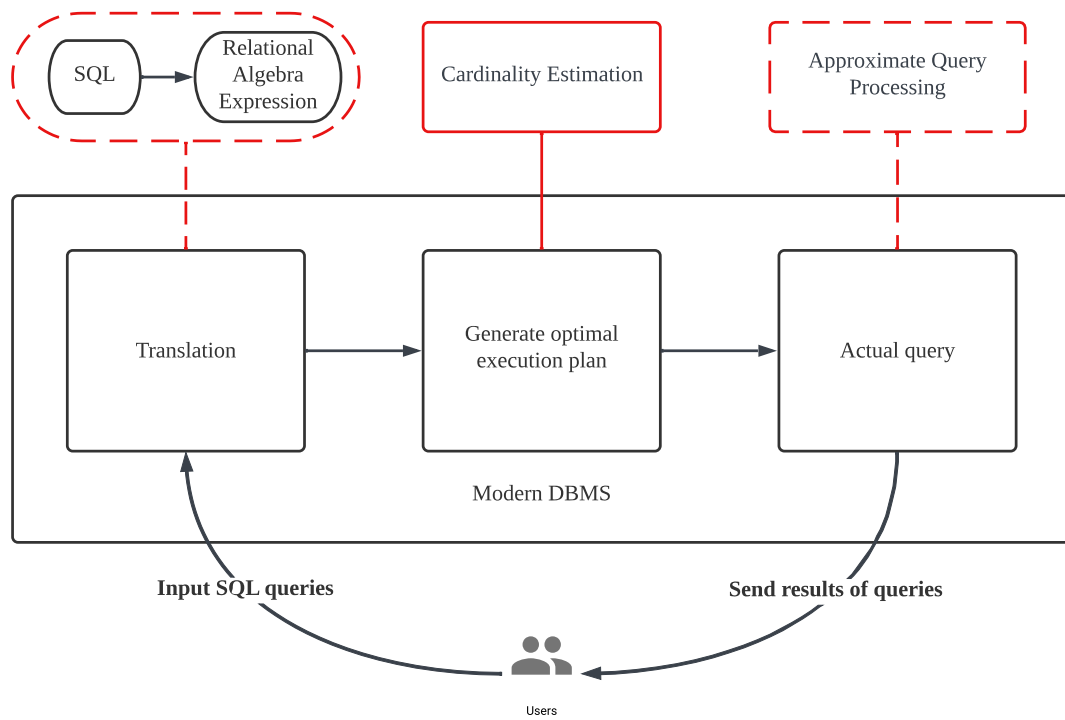 SQL
Relational
Algebra
Expression
Cardinality Estimation
Approximate Query
Processing
Translation
Generate optimal
execution plan
Actual query
Modern DBMS
Input SQL queries
Send results of queries
Users